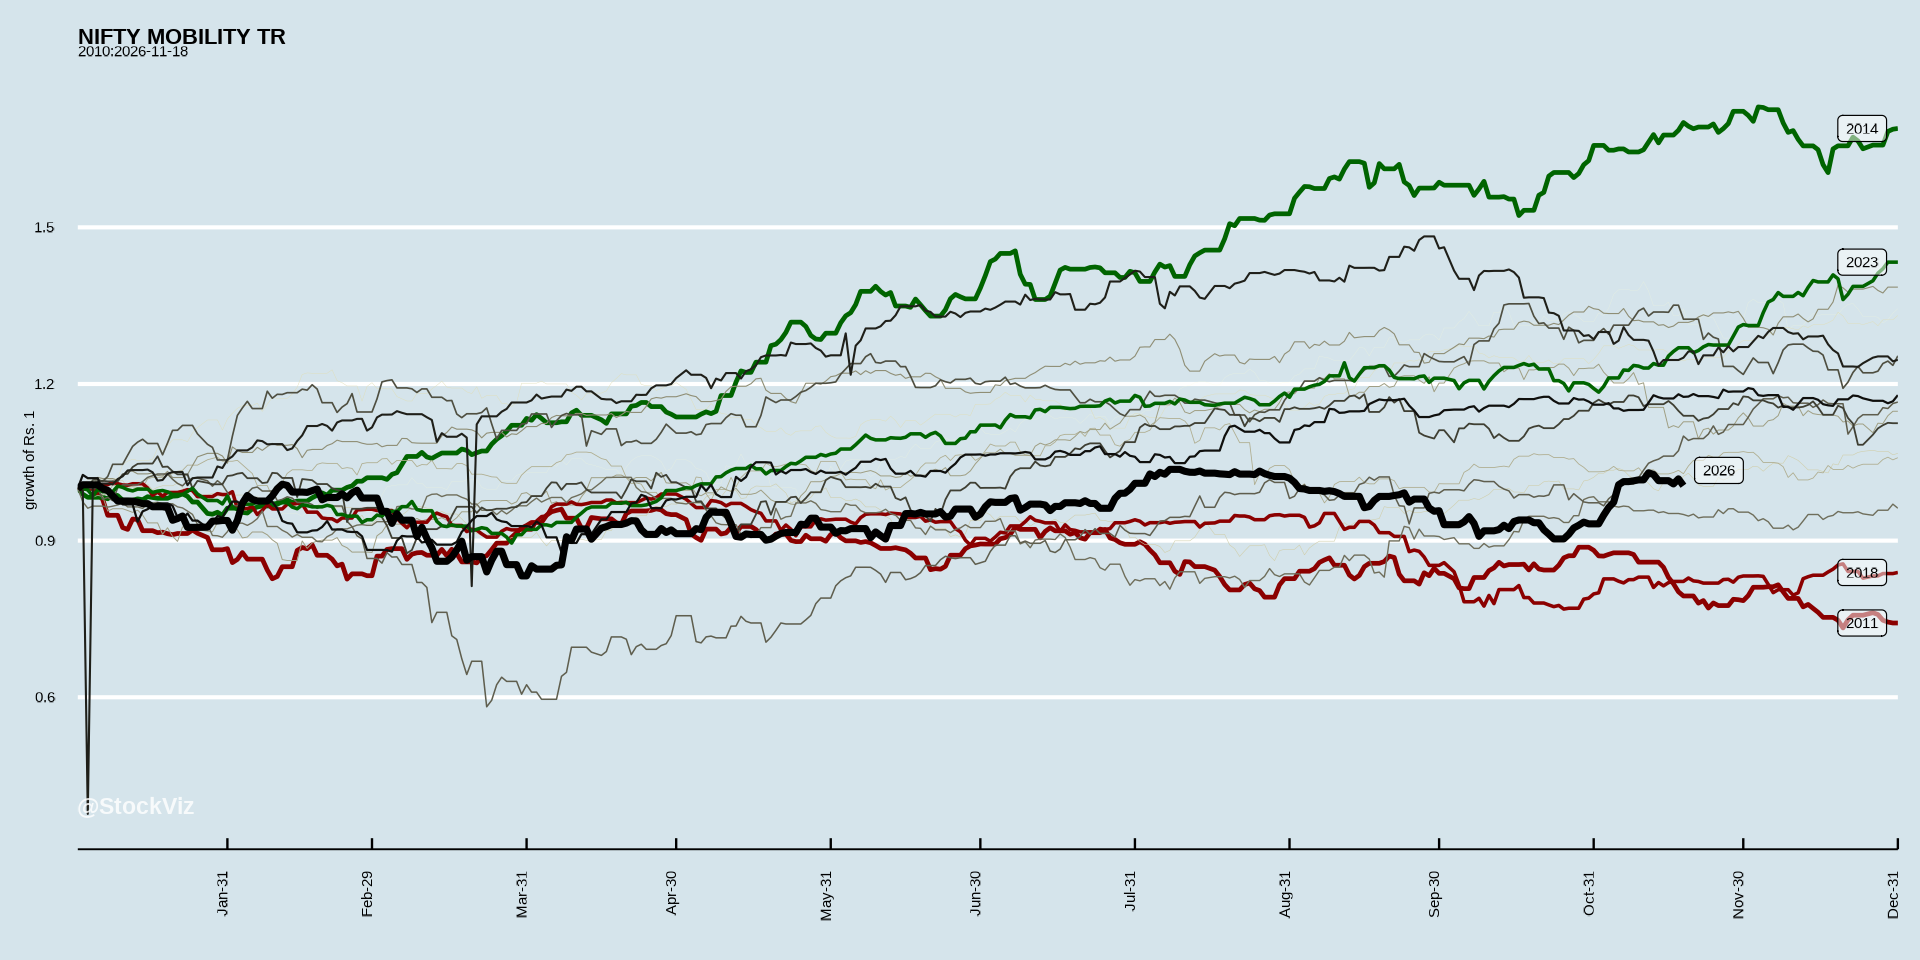 NIFTY MOBILITY TR
2010:2026-11-18
2014
1.5
2023
1.2
growth of Rs. 1
2026
0.9
2018
2011
0.6
@StockViz
Jan-31
Feb-29
Mar-31
Apr-30
May-31
Jun-30
Jul-31
Aug-31
Sep-30
Oct-31
Nov-30
Dec-31